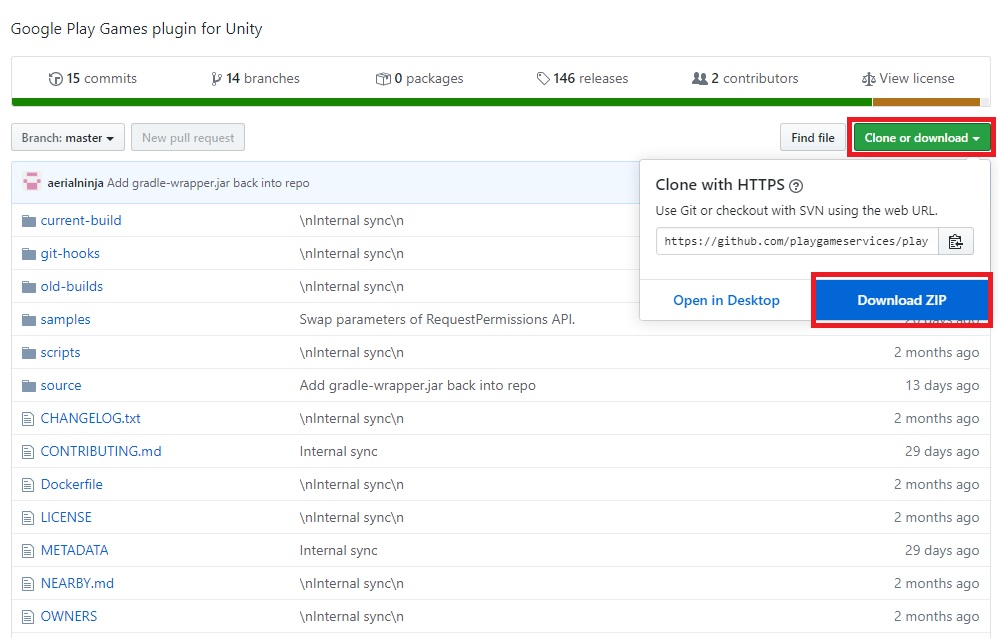 Google Play Games plugin for Unity
15 commits 14 branches 0 packages 146 releases 2 contributors View license
Branch: master New pull request Find file Clone or download
aerialninja Add gradle-wrapper.jar back into repo
Clone with HTTPS ?
Use Git or checkout with SVN using the web URL.
https://github.com/playgameservices/play
Open in Desktop Download ZIP
current-build \nInternal sync\n
git-hooks \nInternal sync\n
old-builds \nInternal sync\n
samples Swap parameters of RequestPermissions API. days ago
scripts \nInternal sync\n 2 months ago
source Add gradle-wrapper.jar back into repo 13 days ago
CHANGELOG.txt \nInternal sync\n 2 months ago
CONTRIBUTING.md Internal sync 29 days ago
Dockerfile \nInternal sync\n 2 months ago
LICENSE \nInternal sync\n 2 months ago
METADATA Internal sync 29 days ago
NEARBY.md \nInternal sync\n 2 months ago
OWNERS \nInternal sync\n 2 months ago